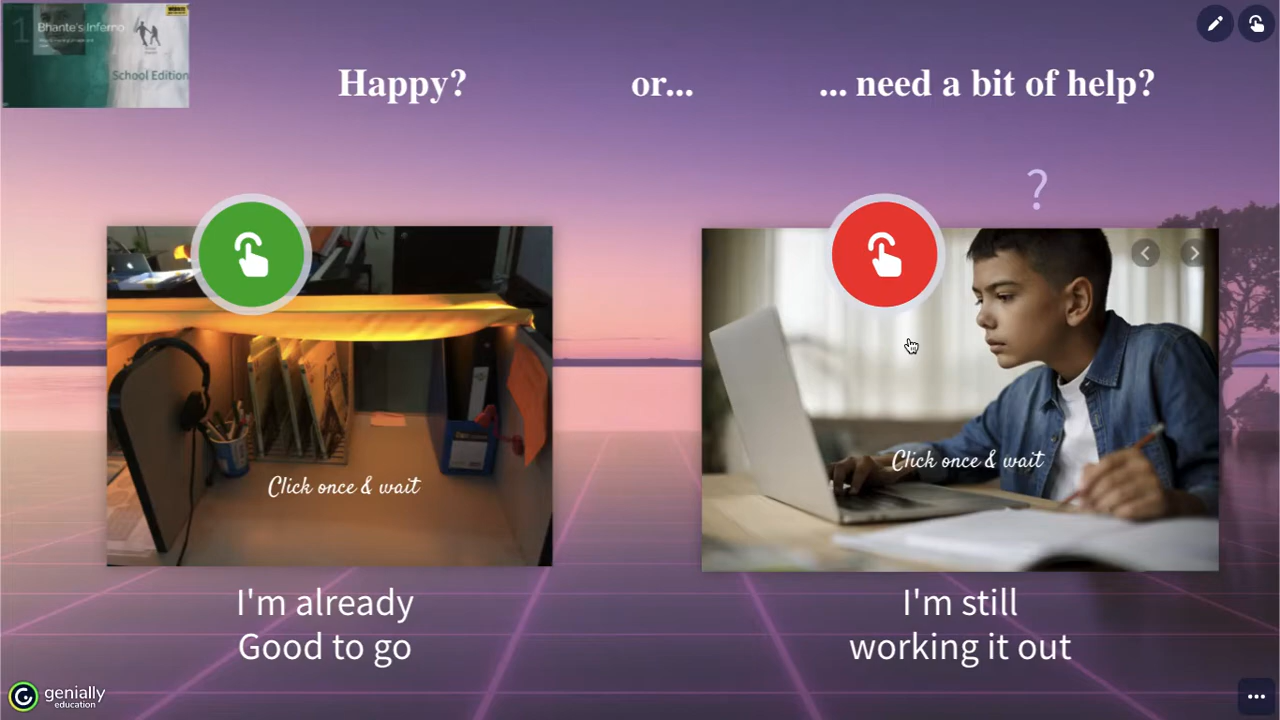 1
Bhante's Inferno
School Edition
Happy?
or...
... need a bit of help?
?
Click once & wait
Click once & wait
I'm already
Good to go
I'm still
working it out
genially
education